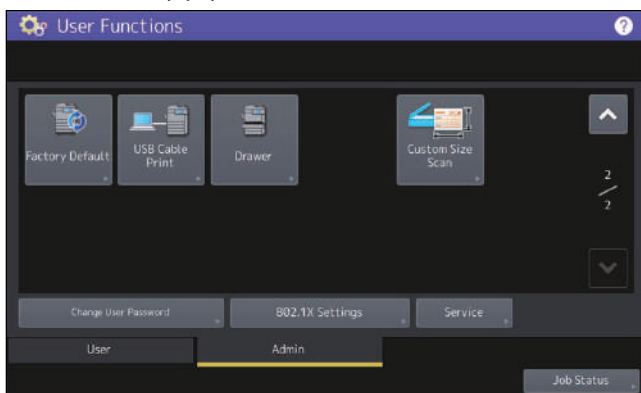 User Functions
?
Factory Default
USB Cable
Print
Drawer
Custom Size
Scan
2
2
Change User Password
802.1X Settings
Service
User
Admin
Job Status